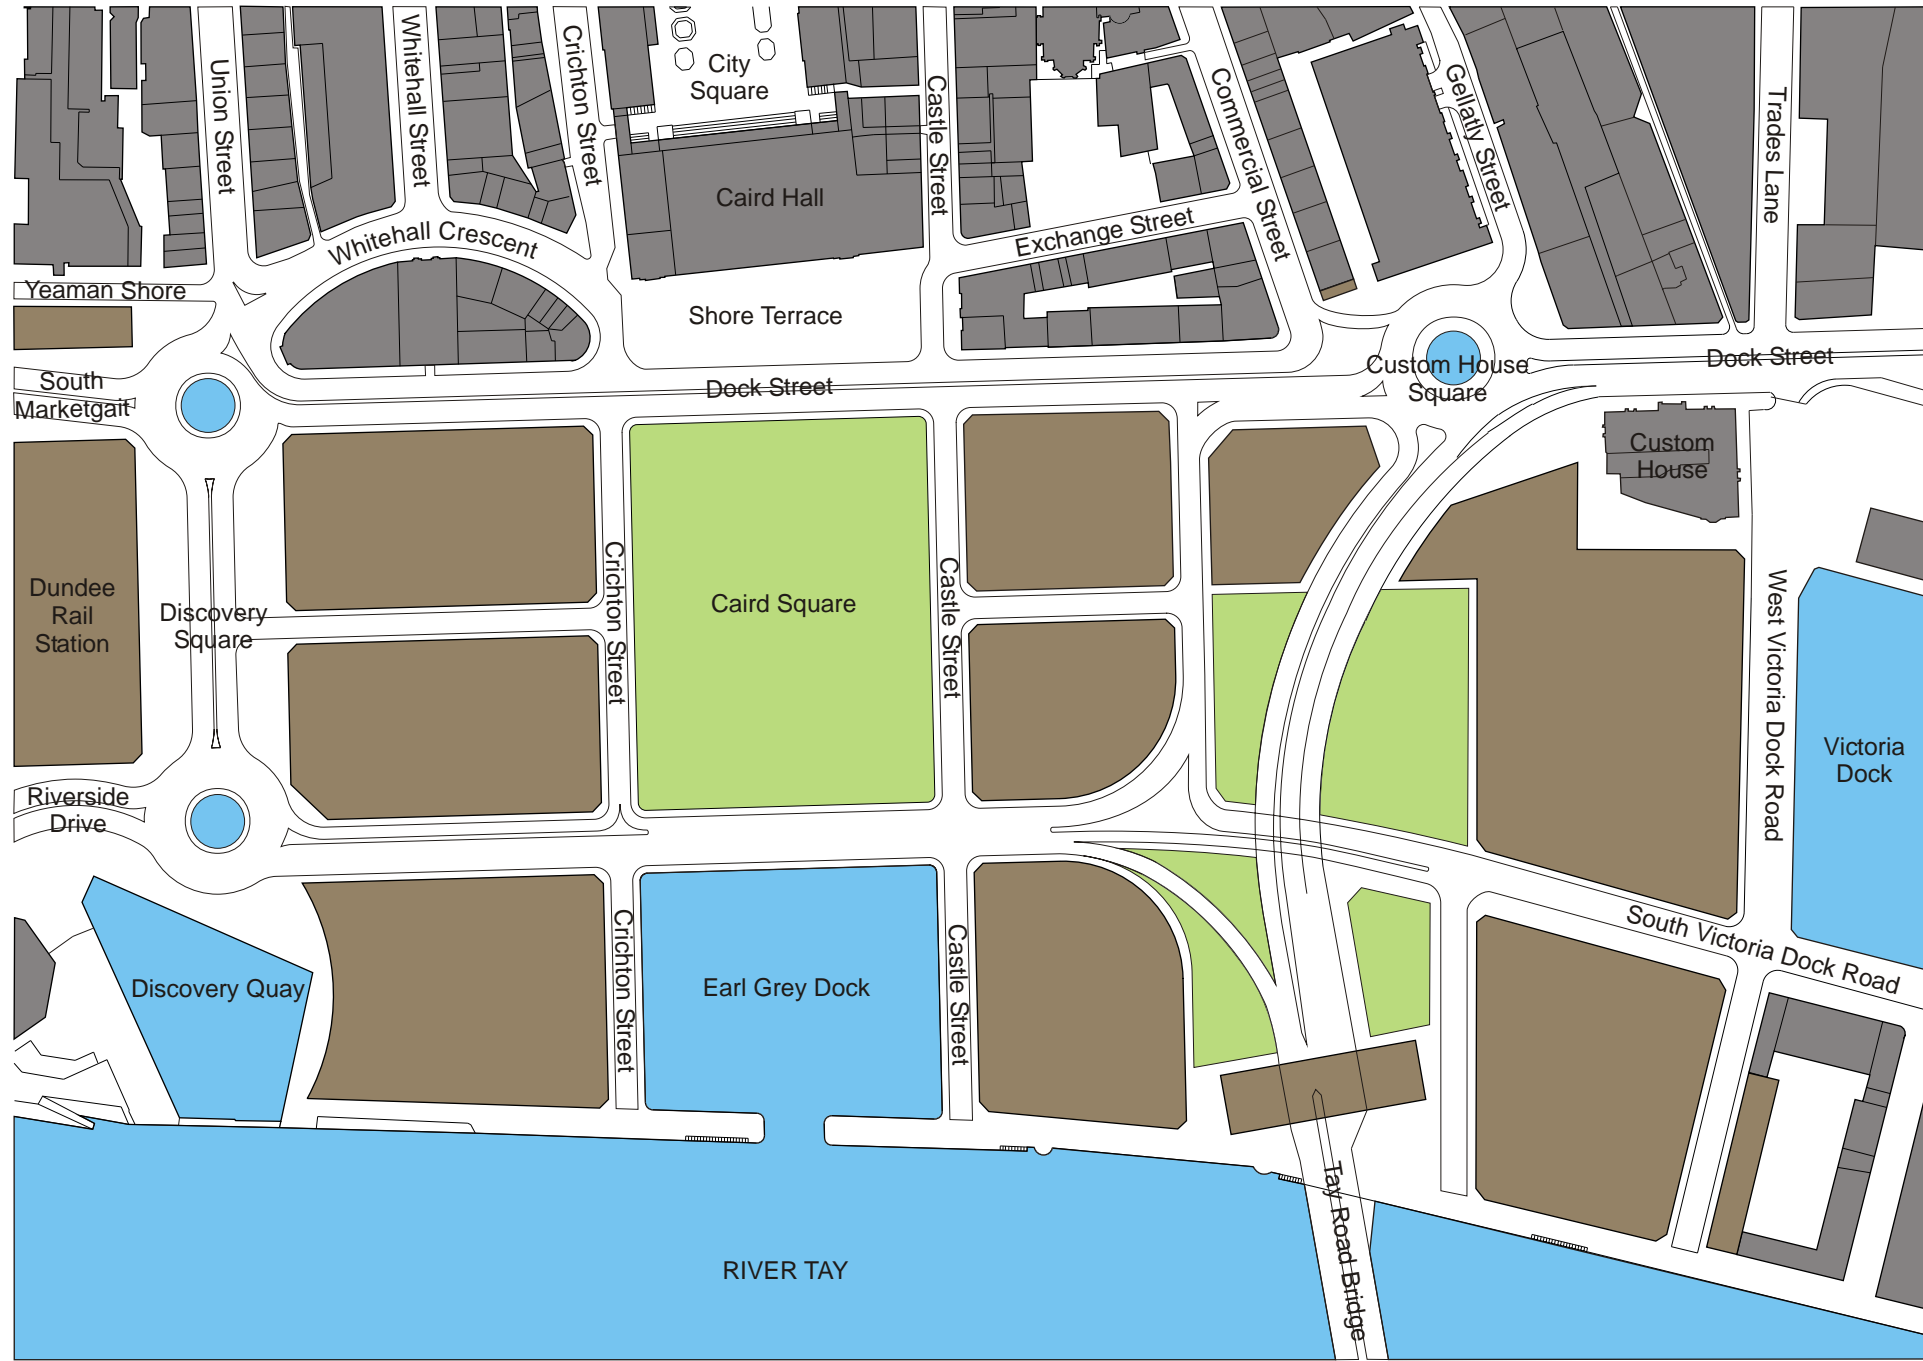 City
Square
Union Street
Whitehall Street
Crichton Street
Castle Street
Commercial Street
Gellatly Street
Trades Lane
Caird Hall
Whitehall Crescent
Exchange Street
Yeaman Shore
Shore Terrace
South
Marketgait
Dock Street
Custom House
Square
Dock Street
Custom
House
Dundee
Rail
Station
Discovery
Square
Crichton Street
Caird Square
Castle Street
West Victoria Dock Road
Victoria
Dock
Riverside
Drive
South Victoria Dock Road
Discovery Quay
Crichton Street
Earl Grey Dock
Castle Street
Tay Road Bridge
RIVER TAY